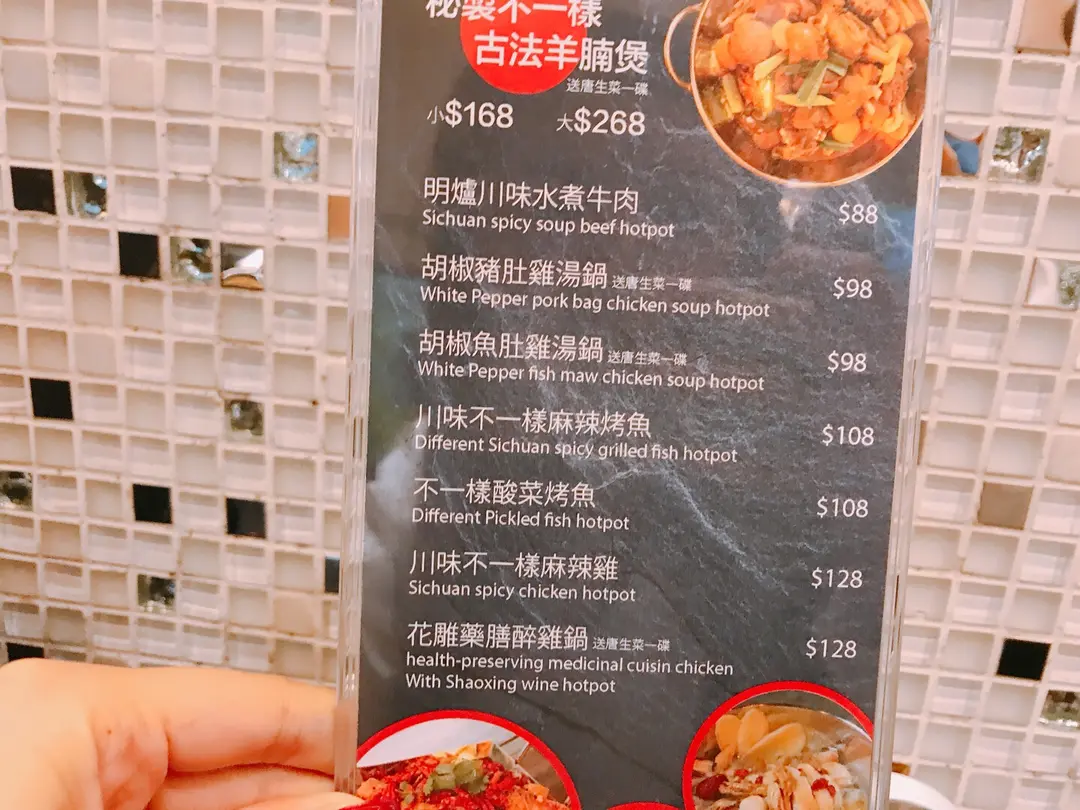 秘製不一樣
古法羊腩煲
送唐生菜一碟
小$168 大$268
明爐川味水煮牛肉 $88
Sichuan spicy soup beef hotpot
胡椒豬肚雞湯鍋 送唐生菜一碟 $98
White Pepper pork bag chicken soup hotpot
胡椒魚肚雞湯鍋 送唐生菜一碟 $98
White Pepper fish maw chicken soup hotpot
川味不一樣麻辣烤魚 $108
Different Sichuan spicy grilled fish hotpot
不一樣酸菜烤魚 $108
Different Pickled fish hotpot
川味不一樣麻辣雞 $128
Sichuan spicy chicken hotpot
花雕藥膳醉雞鍋 送唐生菜一碟 $128
health-preserving medicinal cuisin chicken
With Shaoxing wine hotpot